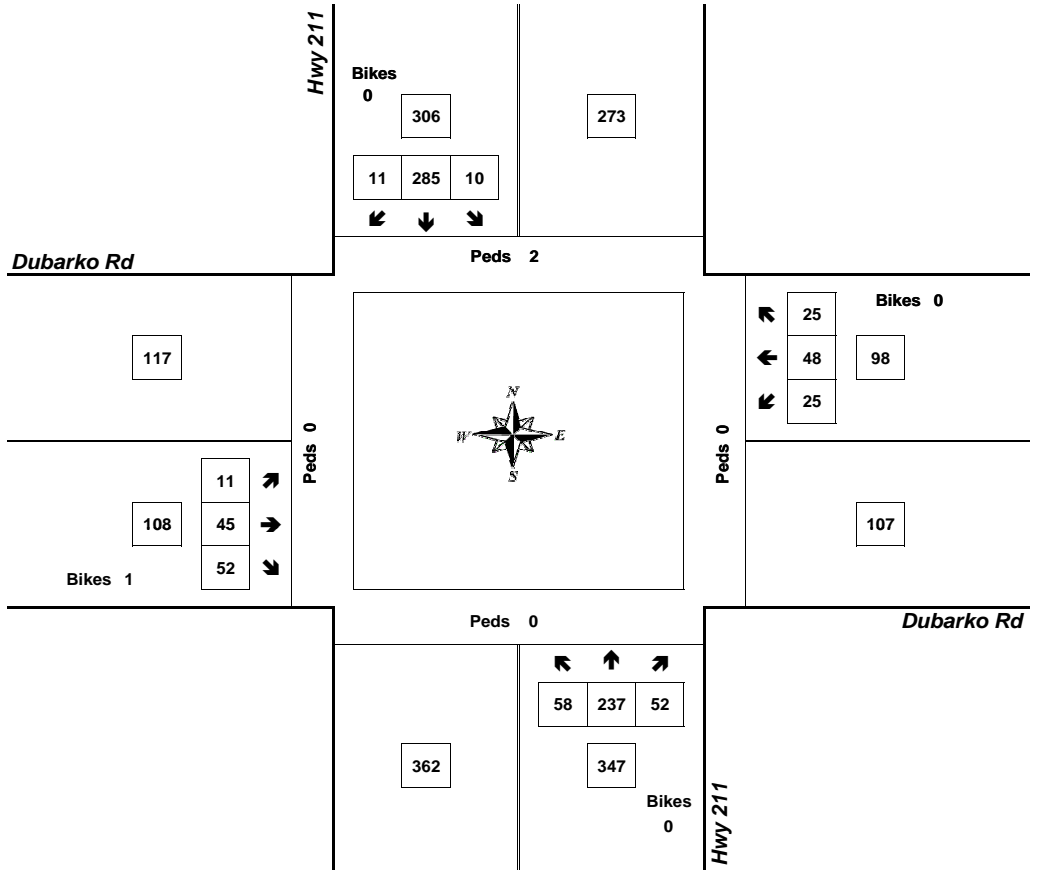 Hwy 211
Bikes
0
306
273
11 285 10
Peds 2
Dubarko Rd
Bikes 0
25
117
48
98
25
N
W E
S
Peds 0
Peds 0
11
108
45
107
52
Bikes 1
Peds 0
Dubarko Rd
58 237 52
362
347
Bikes
0
Hwy 211